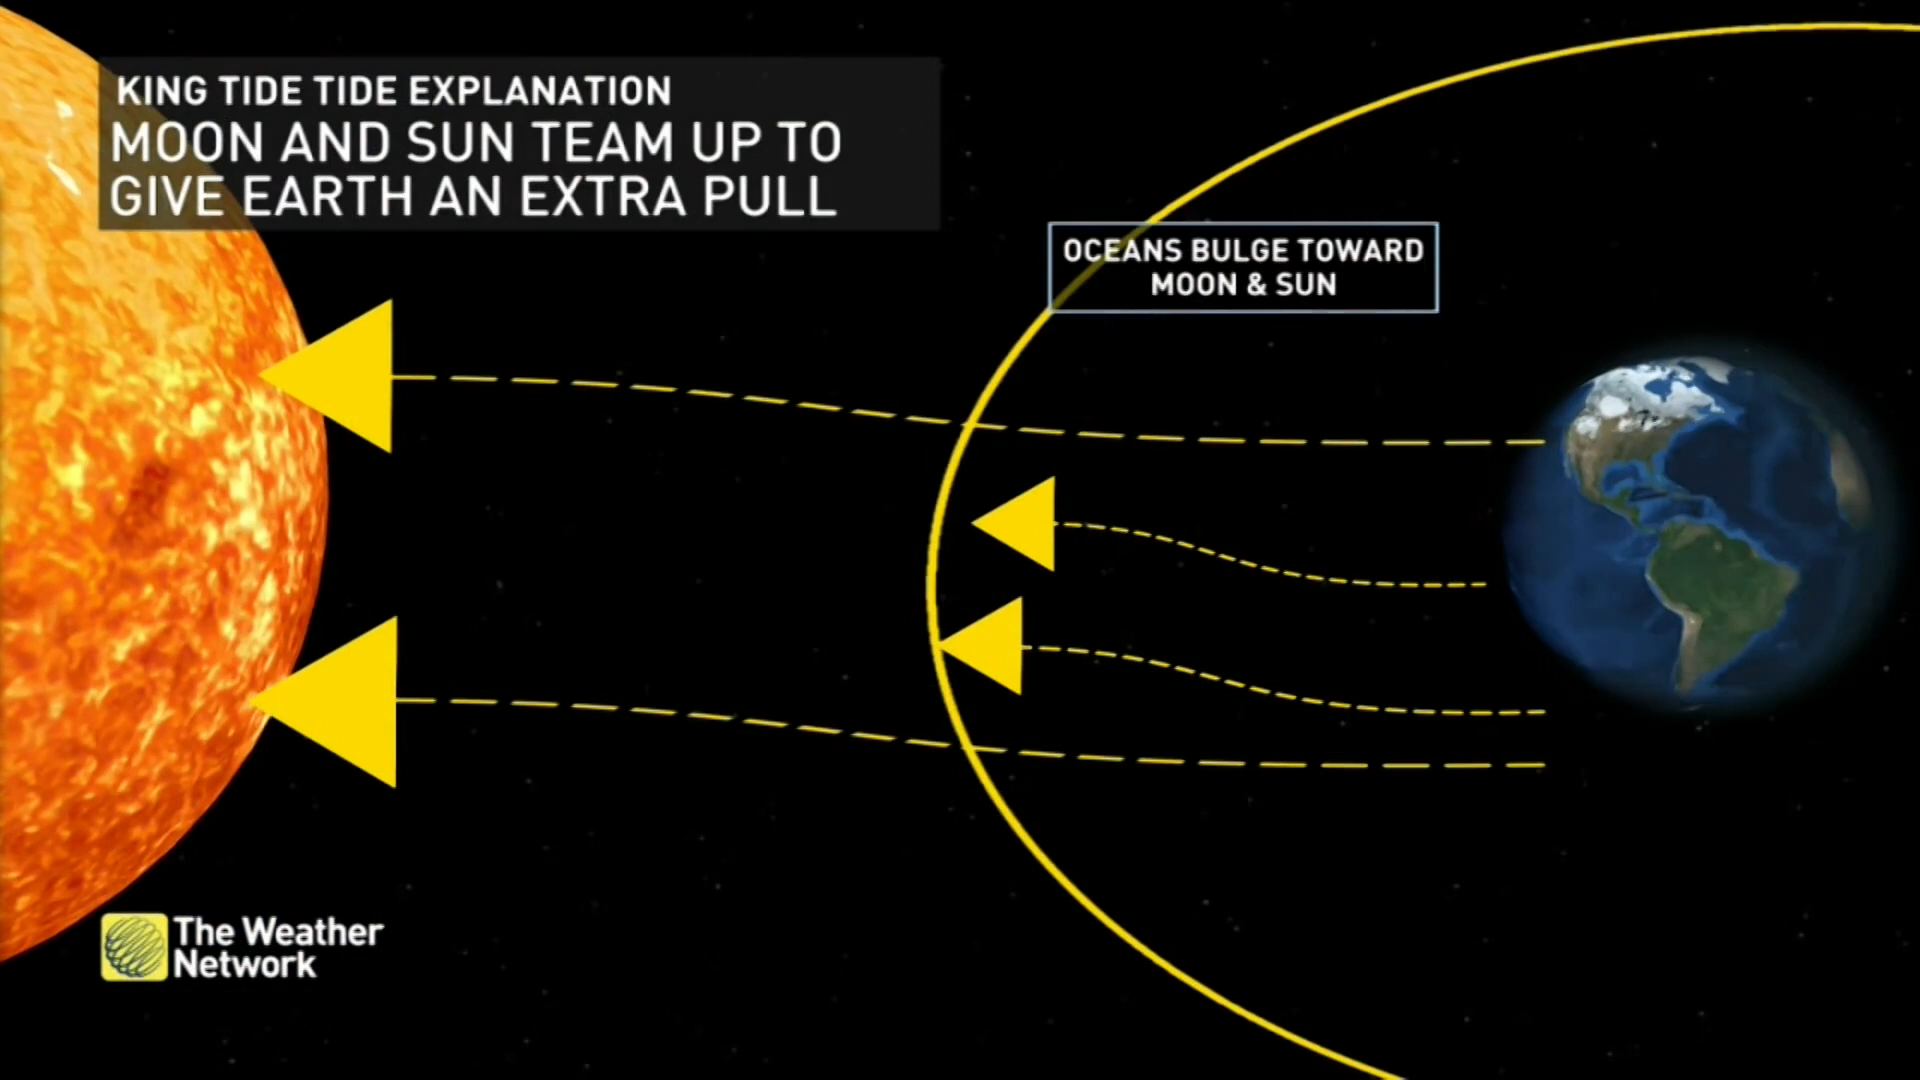 KING TIDE TIDE EXPLANATION
MOON AND SUN TEAM UP TO
GIVE EARTH AN EXTRA PULL
OCEANS BULGE TOWARD
MOON & SUN
The Weather
Network